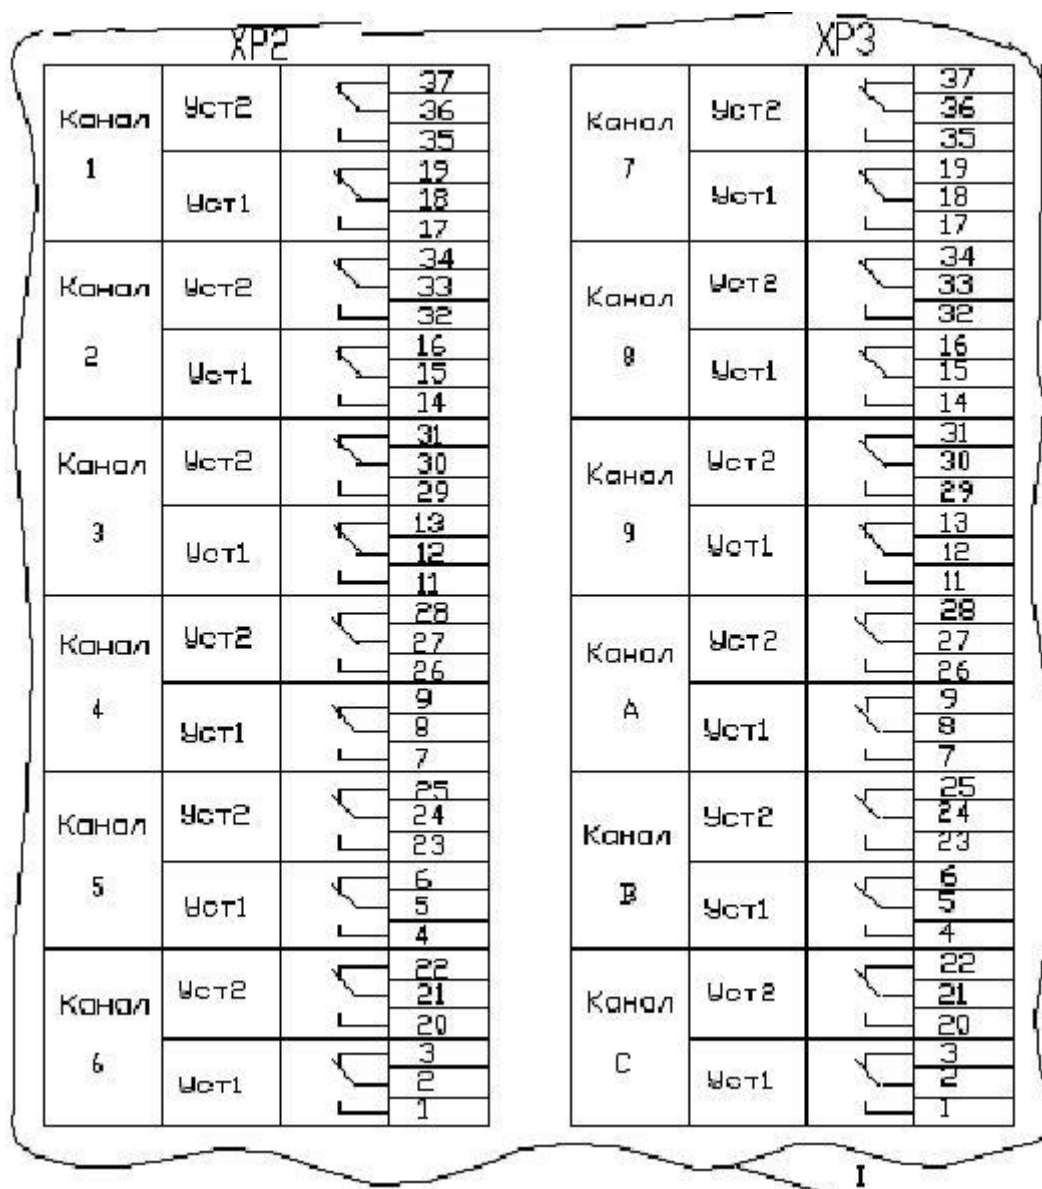 XP2
Канал 1
Уст2
37
36
35
Уст1
19
18
17
Канал 2
Уст2
34
33
32
Уст1
16
15
14
Канал 3
Уст2
31
30
29
Уст1
13
12
11
Канал 4
Уст2
28
27
26
Уст1
9
8
7
Канал 5
Уст2
25
24
23
Уст1
6
5
4
Канал 6
Уст2
22
21
20
Уст1
3
2
1
XP3
Канал 7
Уст2
37
36
35
Уст1
19
18
17
Канал 8
Уст2
34
33
32
Уст1
16
15
14
Канал 9
Уст2
31
30
29
Уст1
13
12
11
Канал A
Уст2
28
27
26
Уст1
9
8
7
Канал B
Уст2
25
24
23
Уст1
6
5
4
Канал C
Уст2
22
21
20
Уст1
3
2
1
I